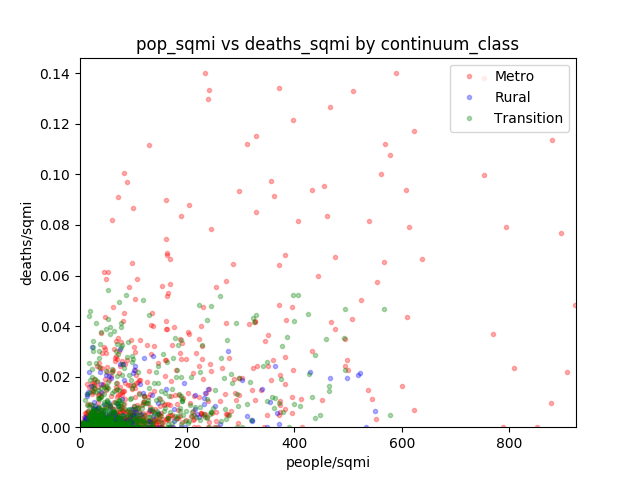 pop_sqmi vs deaths_sqmi by continuum_class
Metro
Rural
Transition
deaths/sqmi
0.14
0.12
0.10
0.08
0.06
0.04
0.02
0.00
0
200
400
600
800
people/sqmi